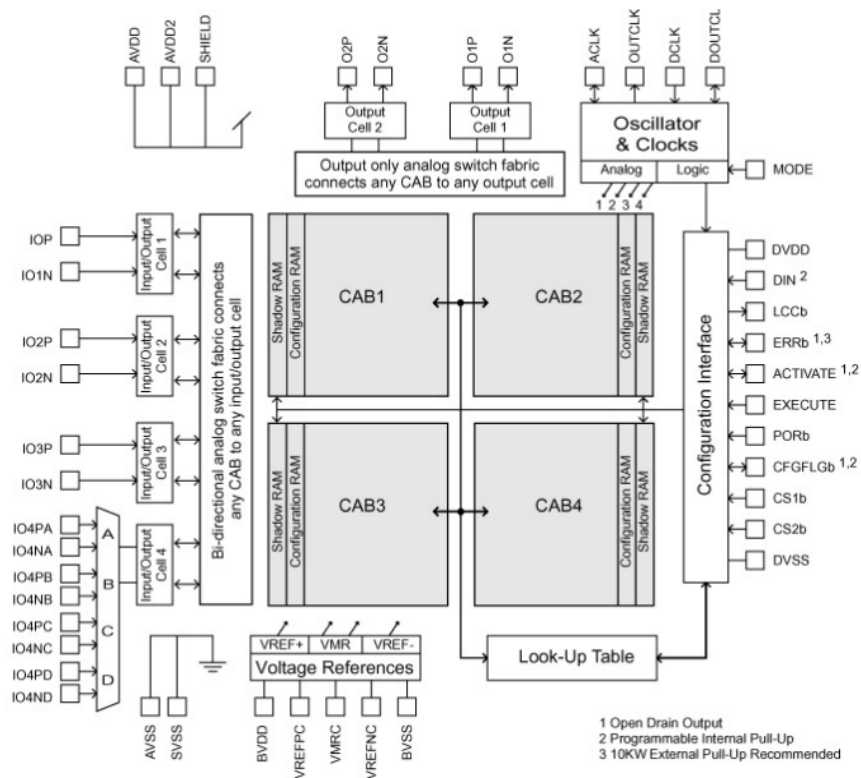 AVDD
AVDD2
SHIELD
O2P
O2N
O1P
O1N
ACLK
OUTCLK
DCLK
DOUTCL
Output
Cell 2
Output
Cell 1
Oscillator
& Clocks
Analog
Logic
MODE
Output only analog switch fabric
connects any CAB to any output cell
1 2 3 4
IOP
IO1N
Input/Output
Cell 1
IO2P
IO2N
Input/Output
Cell 2
IO3P
IO3N
Input/Output
Cell 3
IO4PA
IO4NA
IO4PB
IO4NB
IO4PC
IO4NC
IO4PD
IO4ND
A
B
C
D
Input/Output
Cell 4
Bi-directional analog switch fabric connects
any CAB to any input/output cell
Shadow RAM
Configuration RAM
CAB1
CAB2
Configuration RAM
Shadow RAM
Shadow RAM
Configuration RAM
CAB3
CAB4
Configuration RAM
Shadow RAM
Configuration Interface
DVDD
DIN 2
LCCb
ERRb 1,3
ACTIVATE 1,2
EXECUTE
PORb
CFGFLGb 1,2
CS1b
CS2b
DVSS
VREF+
VMR
VREF-
Voltage References
Look-Up Table
AVSS
SVSS
BVDD
VREFPC
VMRC
VREFNC
BVSS
1 Open Drain Output
2 Programmable Internal Pull-Up
3 10KW External Pull-Up Recommended